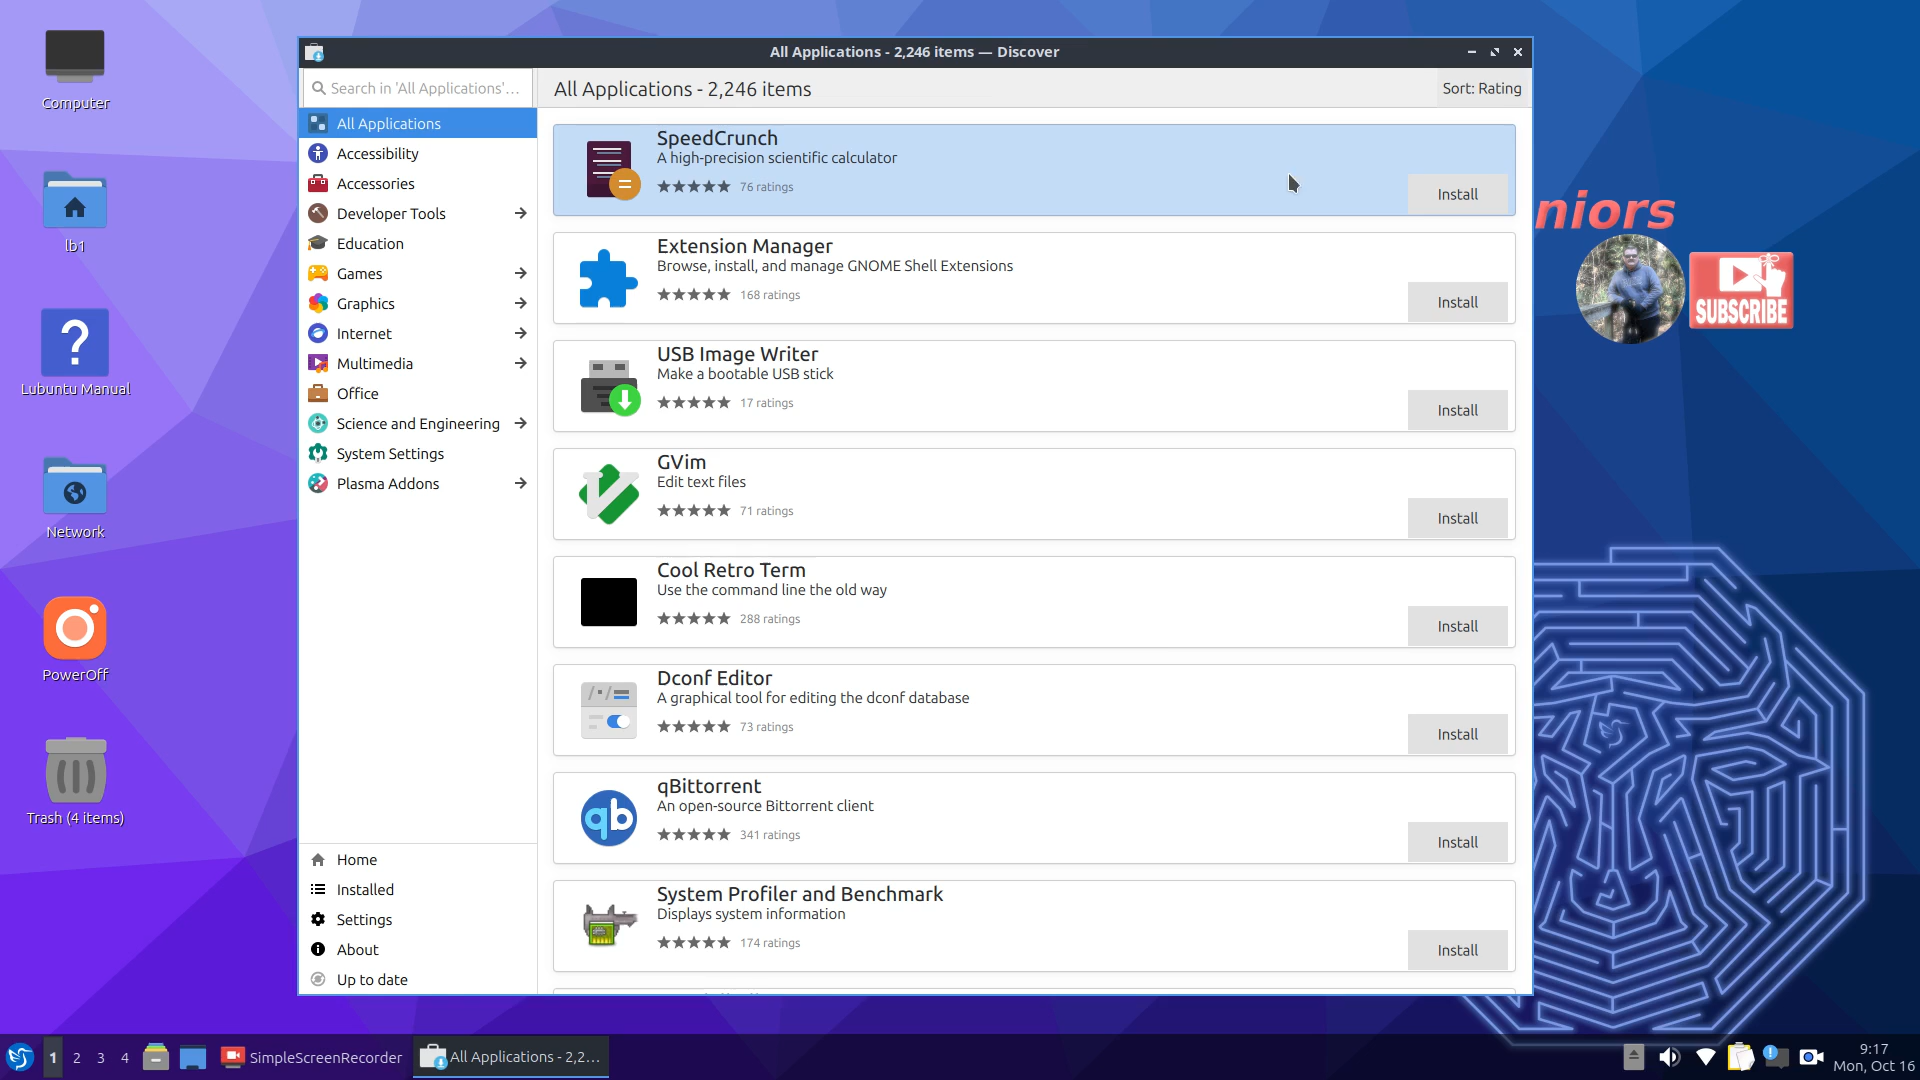 Computer
lb1
Lubuntu Manual
Network
PowerOff
Trash (4 items)
All Applications - 2,246 items — Discover
Search in 'All Applications'...
All Applications - 2,246 items
Sort: Rating
All Applications
Accessibility
Accessories
Developer Tools
Education
Games
Graphics
Internet
Multimedia
Office
Science and Engineering
System Settings
Plasma Addons
Home
Installed
Settings
About
Up to date
SpeedCrunch
A high-precision scientific calculator
76 ratings
Install
Extension Manager
Browse, install, and manage GNOME Shell Extensions
168 ratings
Install
USB Image Writer
Make a bootable USB stick
17 ratings
Install
GVim
Edit text files
71 ratings
Install
Cool Retro Term
Use the command line the old way
288 ratings
Install
Dconf Editor
A graphical tool for editing the dconf database
73 ratings
Install
qBittorrent
An open-source Bittorrent client
341 ratings
Install
System Profiler and Benchmark
Displays system information
174 ratings
Install
niors
SUBSCRIBE
1 2 3 4 SimpleScreenRecorder All Applications - 2,2...
9:17
Mon, Oct 16